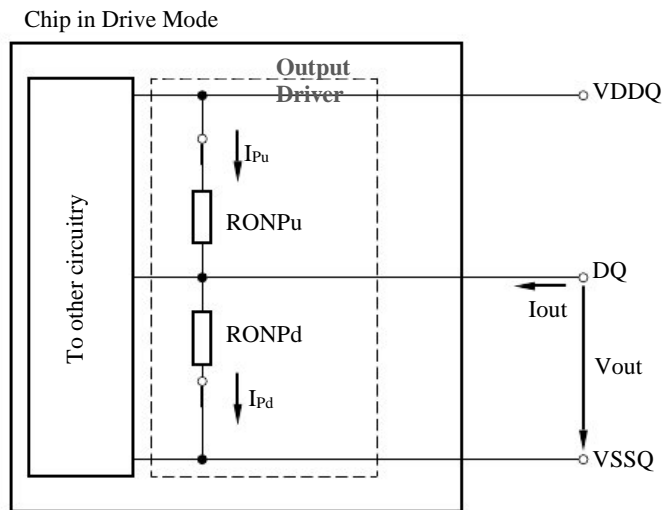 Chip in Drive Mode
Output
Driver
VDDQ
IPu
RONPu
To other circuitry
DQ
Iout
RONPd
Vout
IPd
VSSQ